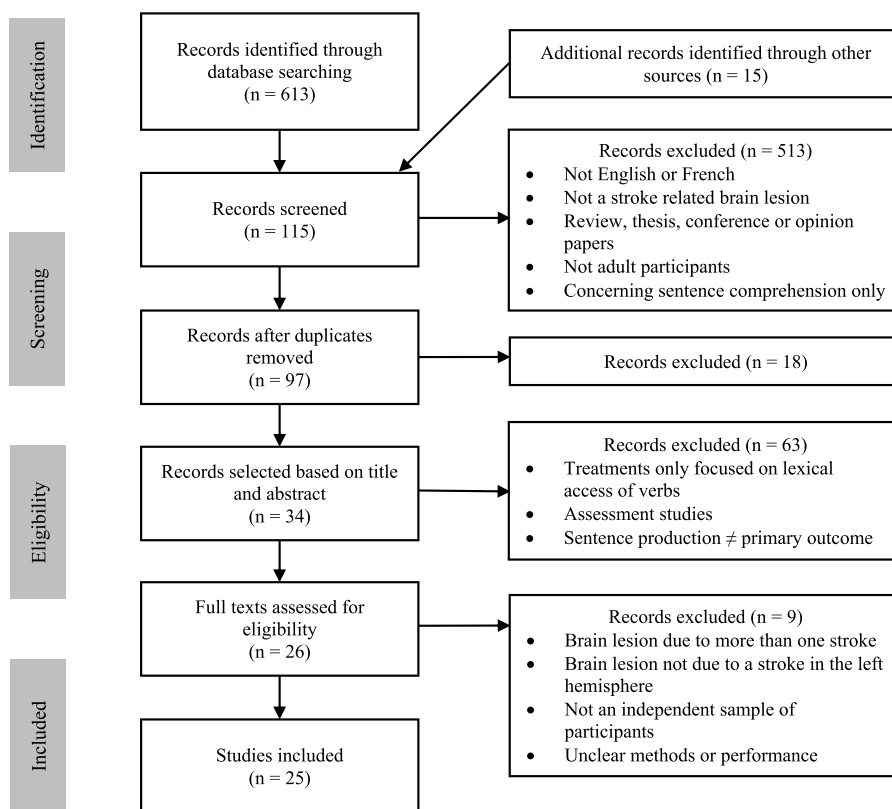 Identification
Records identified through
database searching
(n = 613)
Additional records identified through other
sources (n = 15)
Records screened
(n = 115)
Records excluded (n = 513)
• Not English or French
• Not a stroke related brain lesion
• Review, thesis, conference or opinion
papers
• Not adult participants
• Concerning sentence comprehension only
Screening
Records after duplicates
removed
(n = 97)
Records excluded (n = 18)
Eligibility
Records selected based on title
and abstract
(n = 34)
Records excluded (n = 63)
• Treatments only focused on lexical
access of verbs
• Assessment studies
• Sentence production ≠ primary outcome
Full texts assessed for
eligibility
(n = 26)
Records excluded (n = 9)
• Brain lesion due to more than one stroke
• Brain lesion not due to a stroke in the left
hemisphere
• Not an independent sample of
participants
• Unclear methods or performance
Included
Studies included
(n = 25)